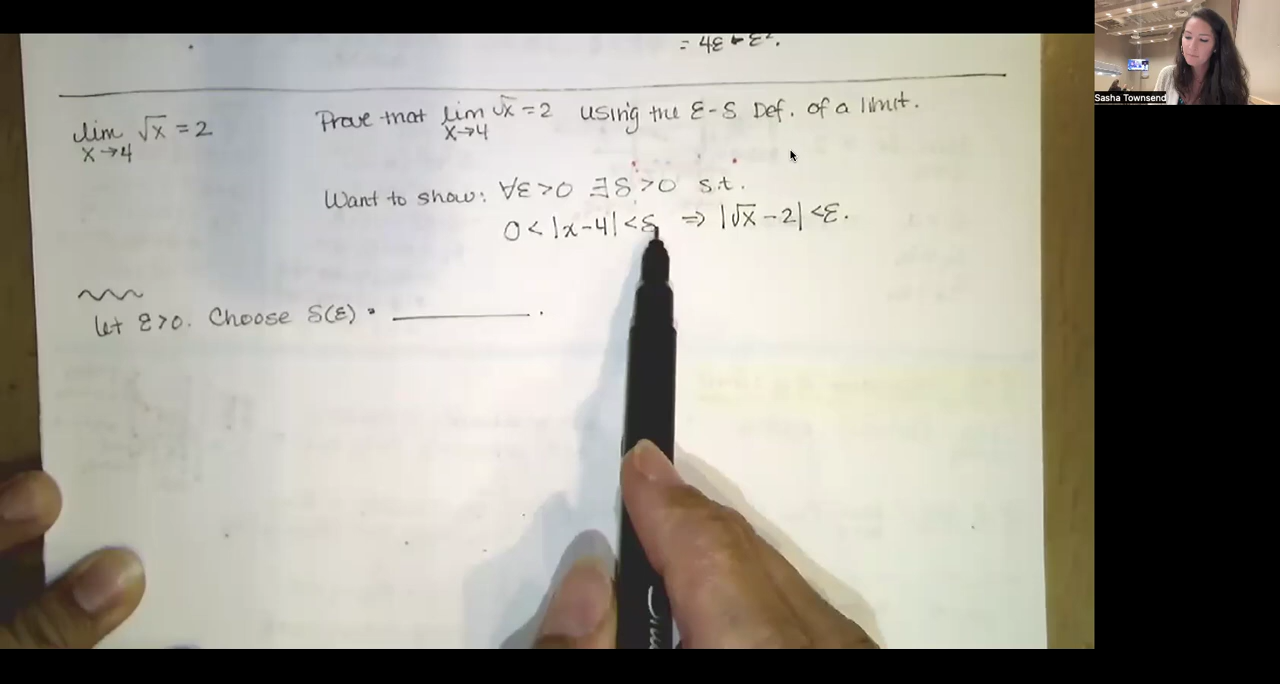 = 4ε - ε².
lim √x = 2
x→4
Prove that lim √x = 2 using the ε-δ Def. of a limit.
x→4
Want to show: ∀ε>0 ∃δ>0 s.t.
0 < |x-4| < δ ⇒ |√x - 2| < ε.
Let ε>0. Choose δ(ε) = ________.
Sasha Townsend